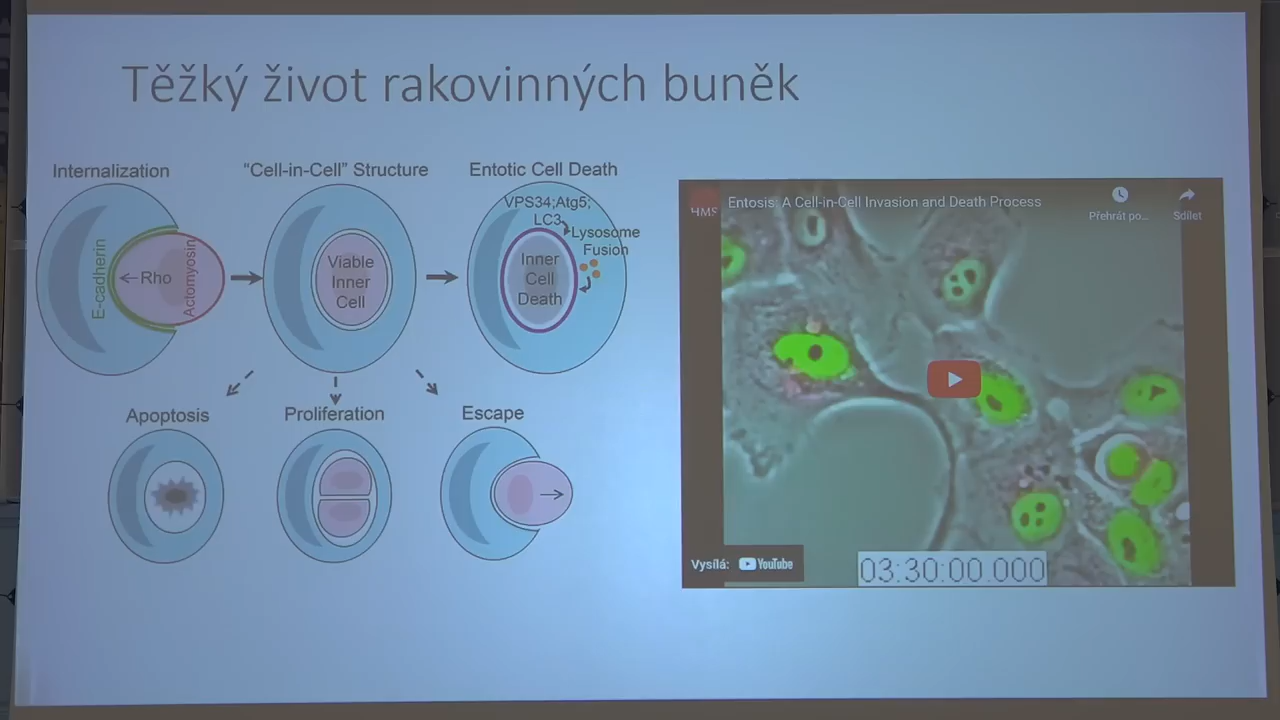 Těžký život rakovinných buněk
Internalization
"Cell-in-Cell" Structure
Entotic Cell Death
E-cadherin
←Rho
Actomyosin
Viable
Inner
Cell
VPS34;Atg5;
LC3
Lysosome
Fusion
Inner
Cell
Death
Apoptosis
Proliferation
Escape
HMS
Entosis: A Cell-in-Cell Invasion and Death Process
Přehrát po...
Sdílet
Vysílá: YouTube
03:30:00.000